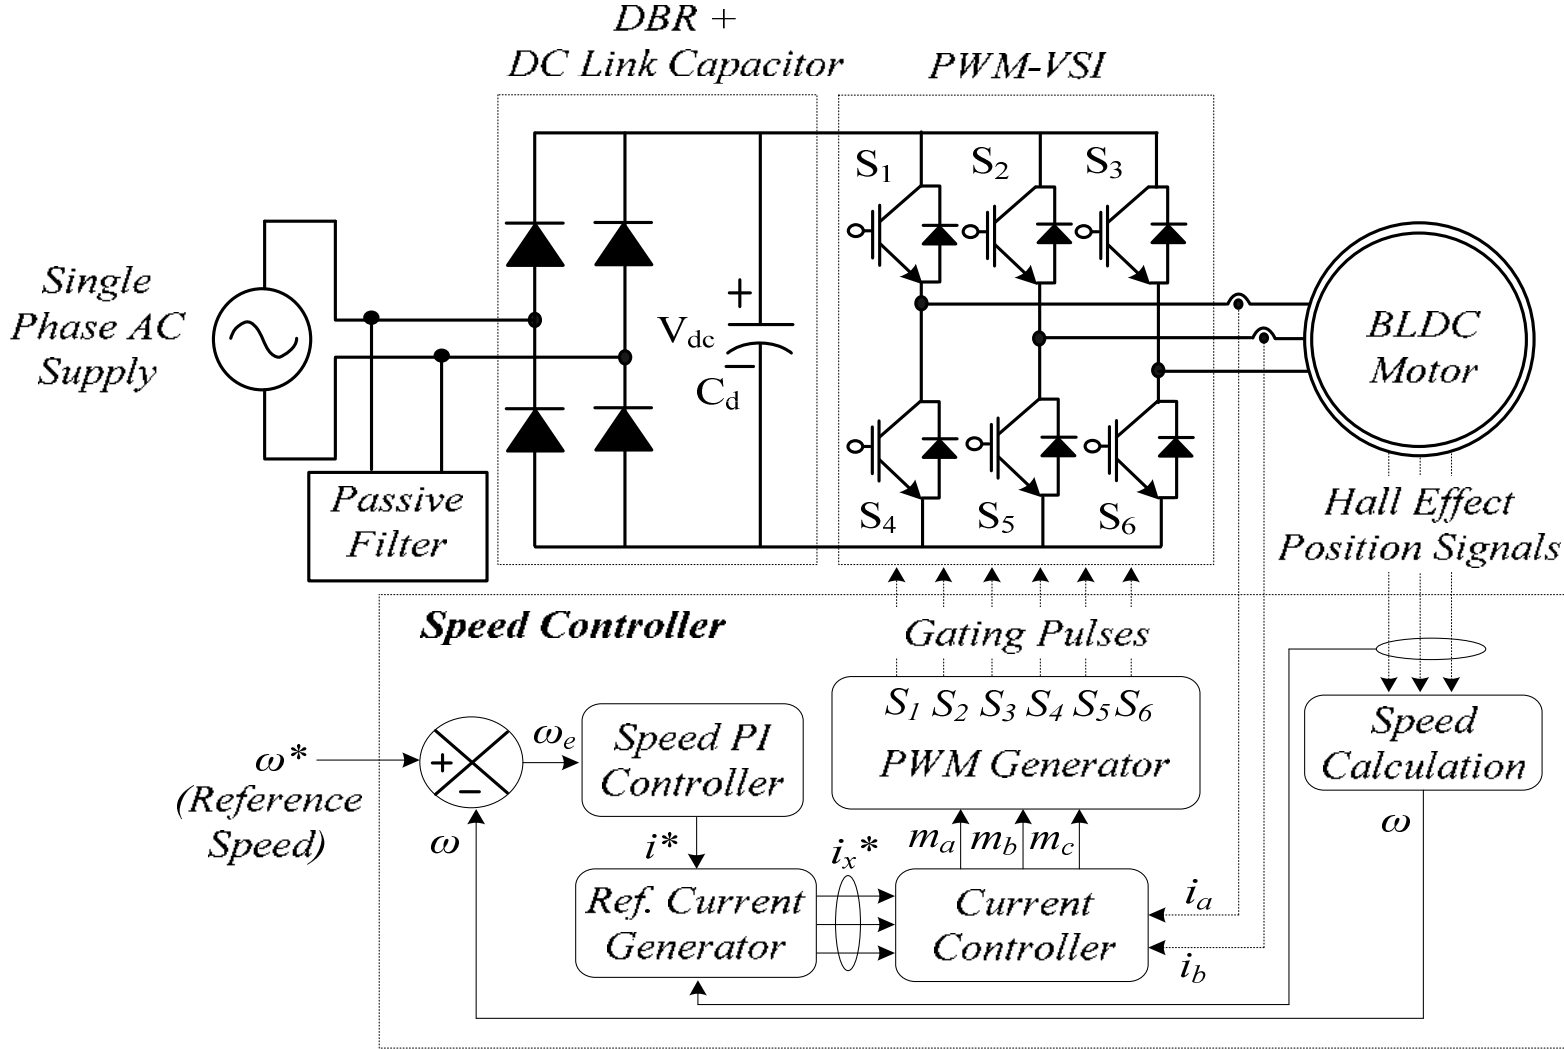 DBR +
DC Link Capacitor
PWM-VSI
S1
S2
S3
Single
Phase AC
Supply
+
Vdc
−
Cd
BLDC
Motor
Passive
Filter
S4
S5
S6
Hall Effect
Position Signals
Speed Controller
Gating Pulses
S1 S2 S3 S4 S5 S6
PWM Generator
Speed
Calculation
ω*
(Reference
Speed)
+
−
ωe
Speed PI
Controller
ω
ω
i*
ix*
ma mb mc
Ref. Current
Generator
Current
Controller
ia
ib